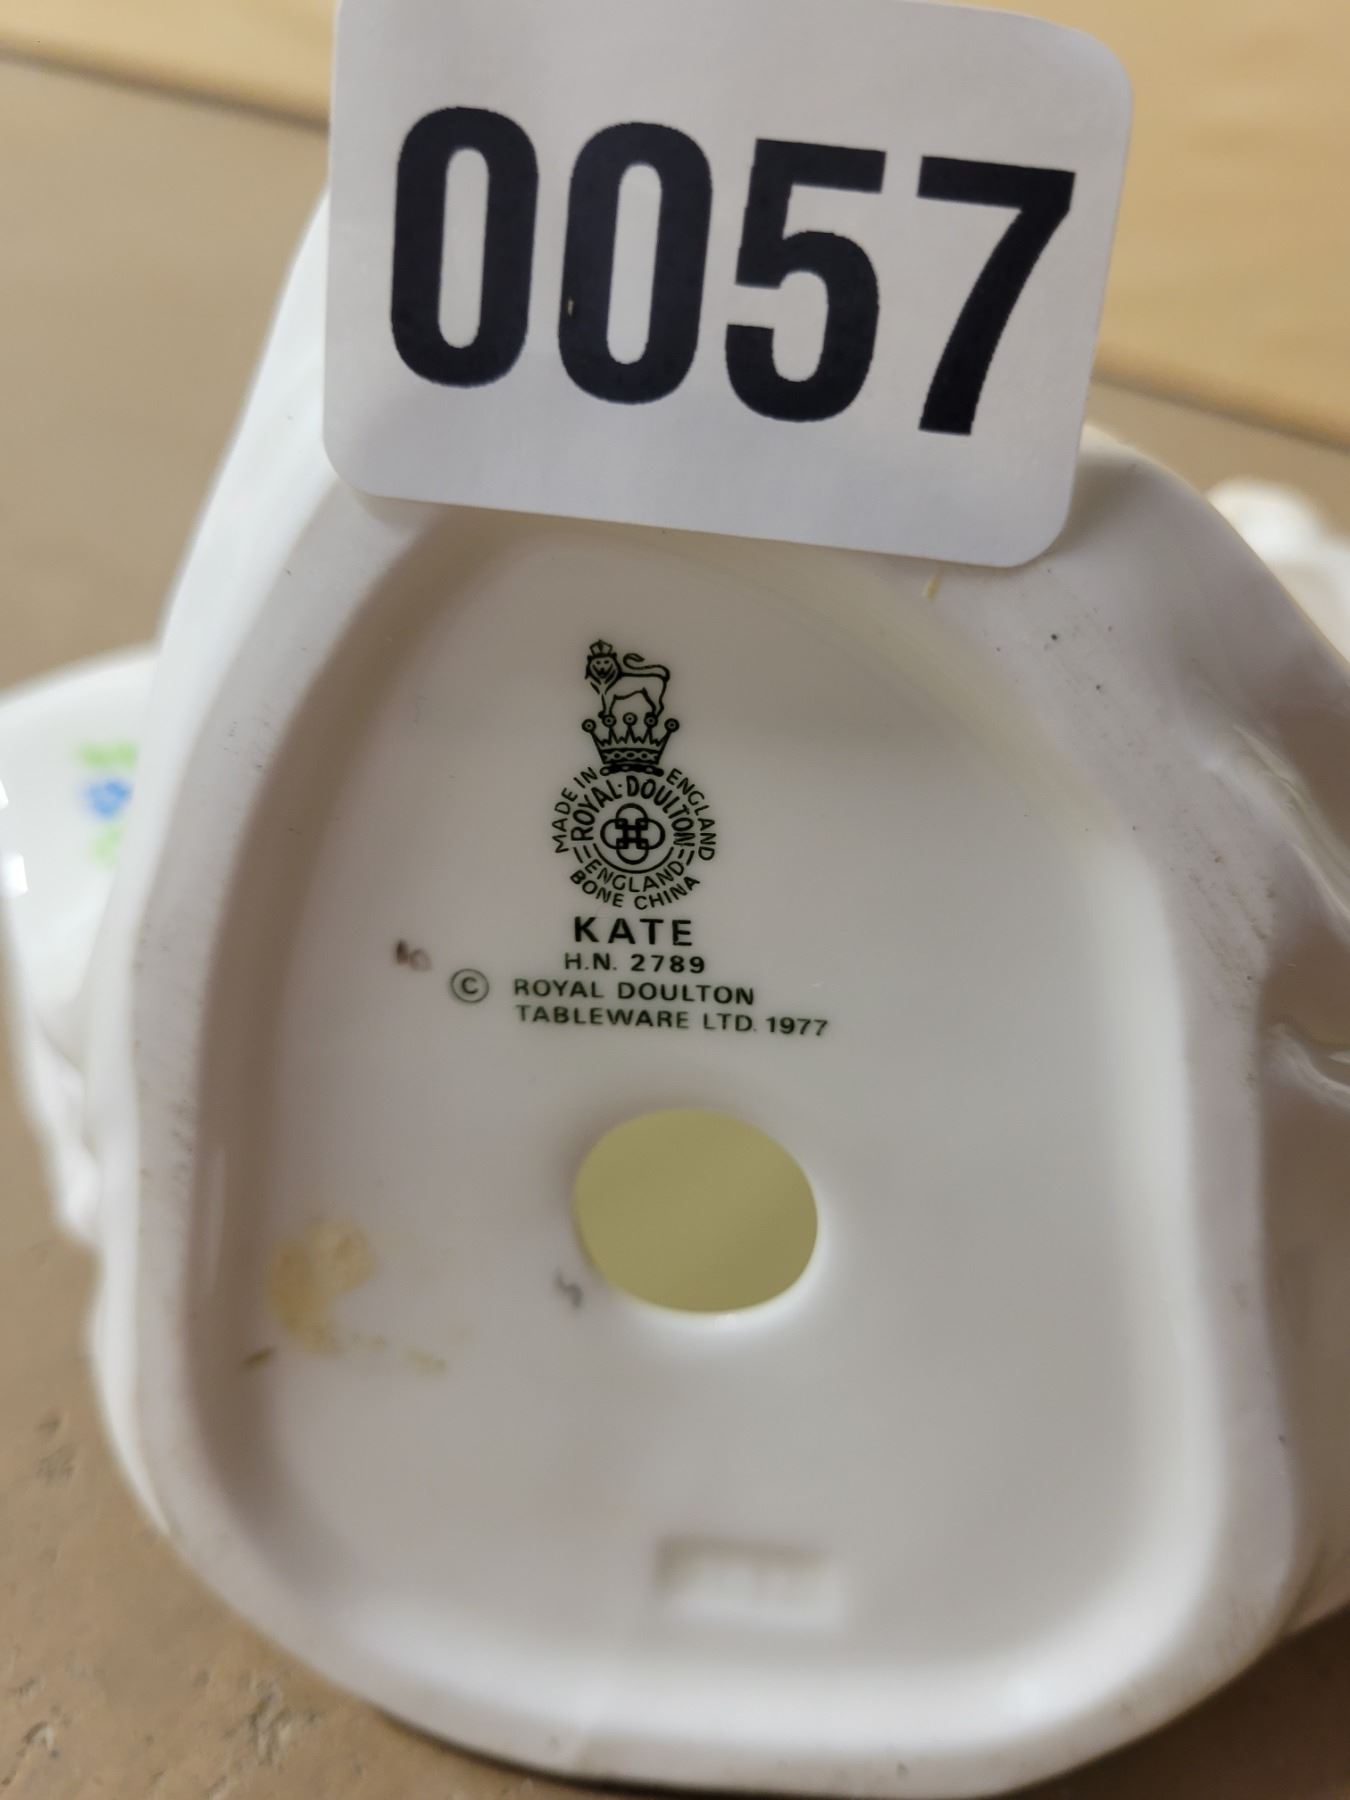 0057
MADE IN ENGLAND
ROYAL·DOULTON
ENGLAND
BONE CHINA
KATE
H.N. 2789
© ROYAL DOULTON
TABLEWARE LTD. 1977